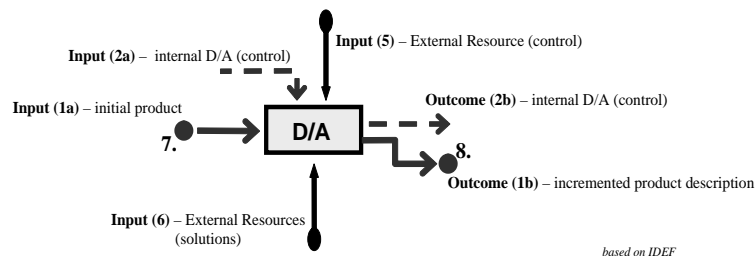 Input (5) – External Resource (control)
Input (2a) – internal D/A (control)
Input (1a) – initial product
Outcome (2b) – internal D/A (control)
D/A
7.
8.
Outcome (1b) – incremented product description
Input (6) – External Resources
(solutions)
based on IDEF